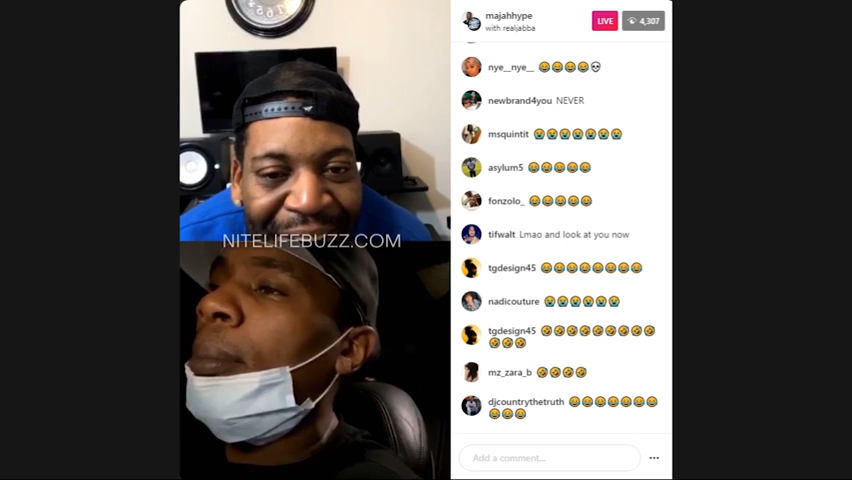 majahhype
with realjabba
LIVE
4,307
nye__nye__ 😂😂😂😂💀
newbrand4you NEVER
msquintit 😭😭😭😭😭😭😭
asylum5 😂😂😂😂😂
fonzolo_ 😂😂😂😂😂
tifwalt Lmao and look at you now
tgdesign45 😂😂😂😂😂😂😂😂
nadicouture 😭😭😭😭😭😭
tgdesign45 🤣🤣🤣🤣🤣🤣🤣🤣🤣
🤣🤣🤣
mz_zara_b 🤣🤣🤣🤣
djcountrythetruth 😂😂😂😂😂😂😂
😂😂😂
Add a comment...
NITELIFEBUZZ.COM